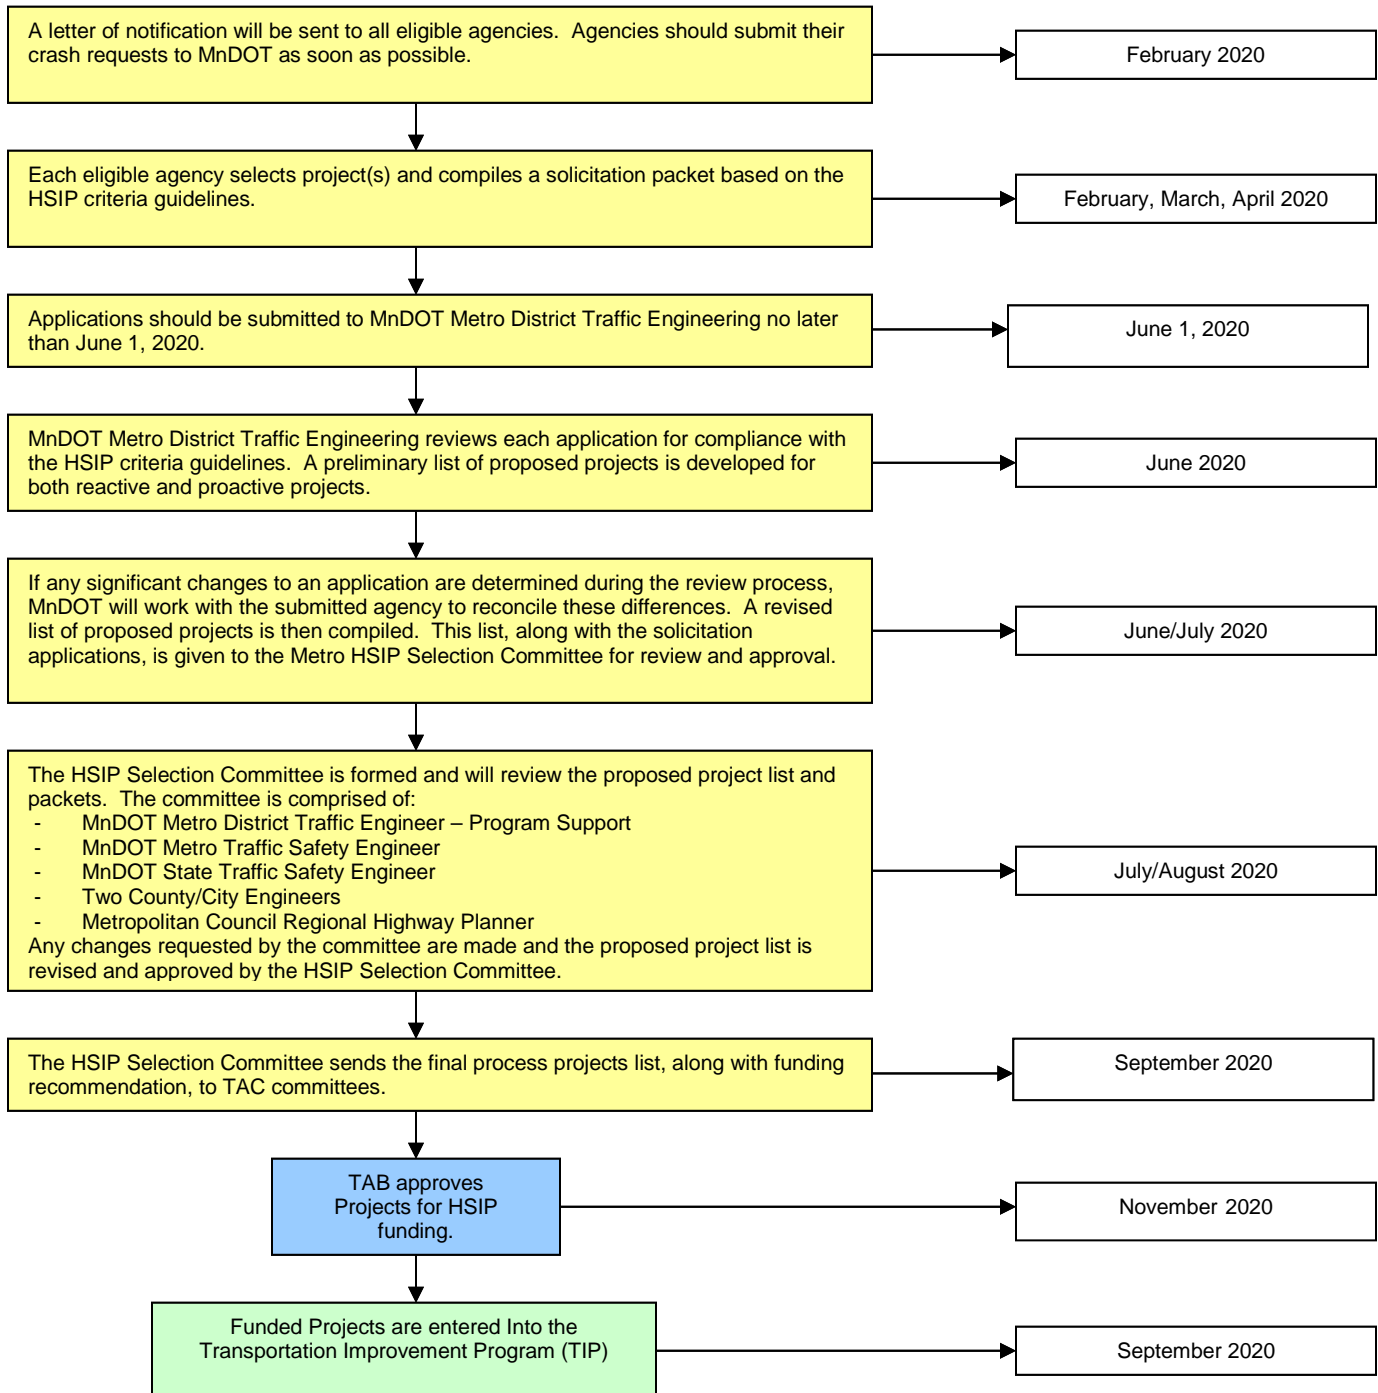 A letter of notification will be sent to all eligible agencies.  Agencies should submit their
crash requests to MnDOT as soon as possible.
February 2020
Each eligible agency selects project(s) and compiles a solicitation packet based on the
HSIP criteria guidelines.
February, March, April 2020
Applications should be submitted to MnDOT Metro District Traffic Engineering no later
than June 1, 2020.
June 1, 2020
MnDOT Metro District Traffic Engineering reviews each application for compliance with
the HSIP criteria guidelines.  A preliminary list of proposed projects is developed for
both reactive and proactive projects.
June 2020
If any significant changes to an application are determined during the review process,
MnDOT will work with the submitted agency to reconcile these differences.  A revised
list of proposed projects is then compiled.  This list, along with the solicitation
applications, is given to the Metro HSIP Selection Committee for review and approval.
June/July 2020
The HSIP Selection Committee is formed and will review the proposed project list and
packets.  The committee is comprised of:
- MnDOT Metro District Traffic Engineer – Program Support
- MnDOT Metro Traffic Safety Engineer
- MnDOT State Traffic Safety Engineer
- Two County/City Engineers
- Metropolitan Council Regional Highway Planner
Any changes requested by the committee are made and the proposed project list is
revised and approved by the HSIP Selection Committee.
July/August 2020
The HSIP Selection Committee sends the final process projects list, along with funding
recommendation, to TAC committees.
September 2020
TAB approves
Projects for HSIP
funding.
November 2020
Funded Projects are entered Into the
Transportation Improvement Program (TIP)
September 2020